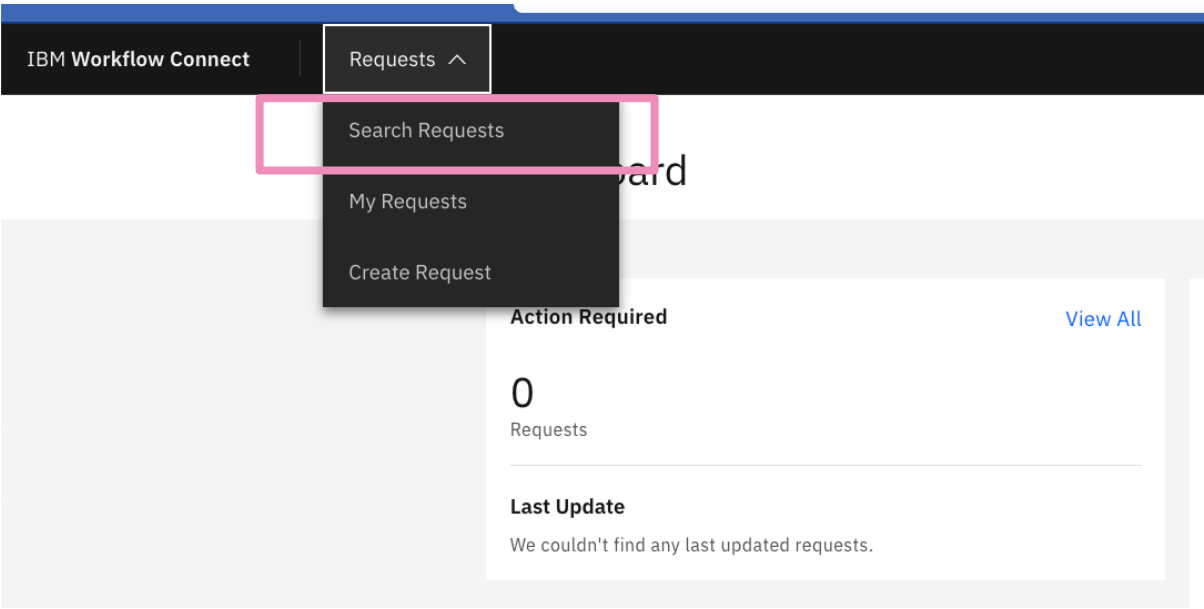 IBM Workflow Connect
Requests
Search Requests
My Requests
Create Request
Action Required
View All
0
Requests
Last Update
We couldn't find any last updated requests.